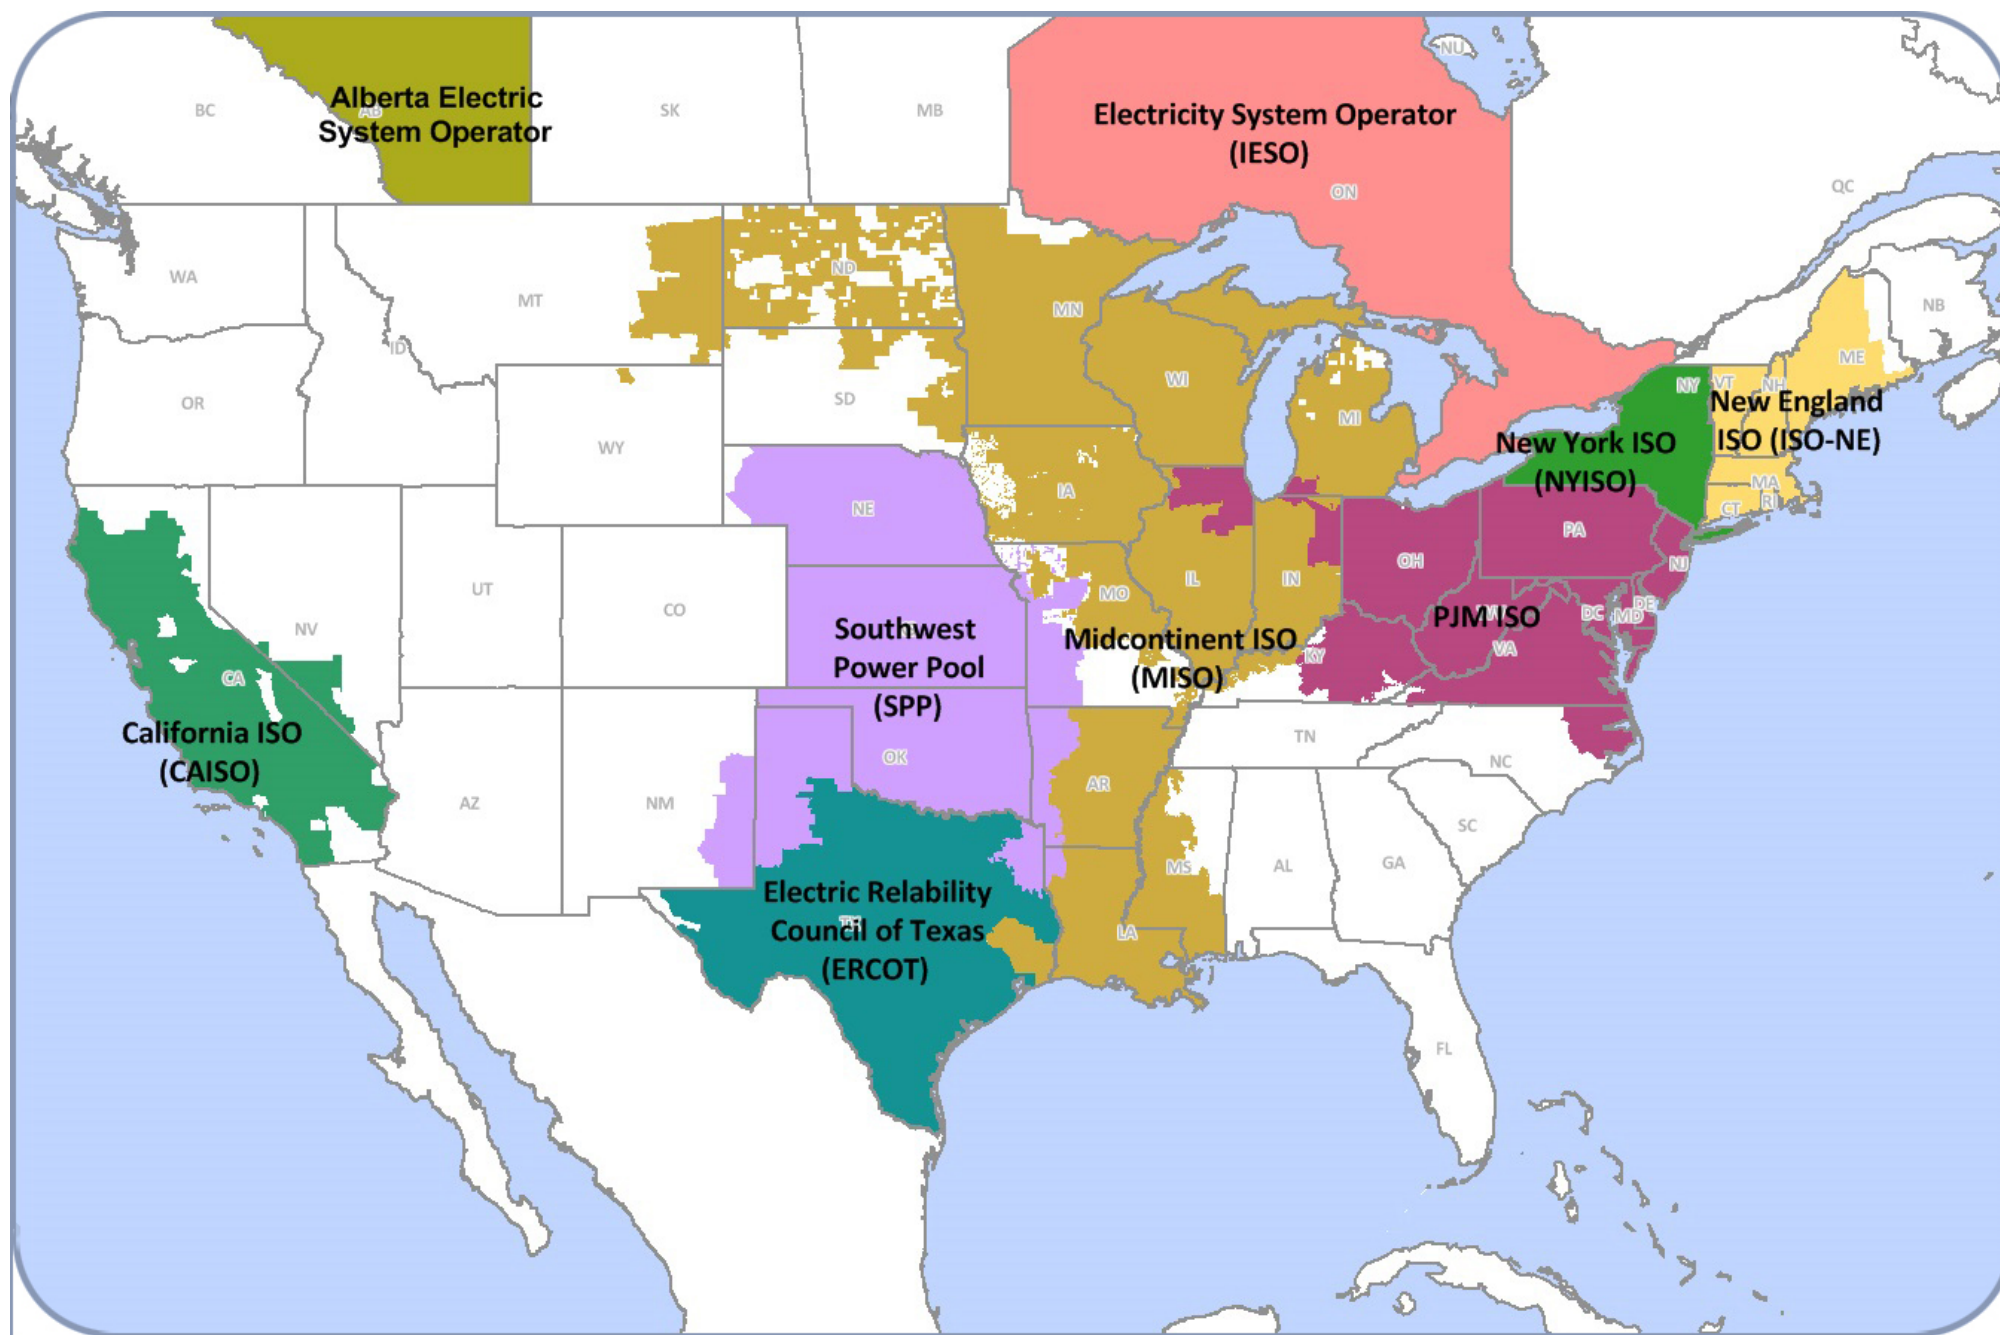 NU
Alberta Electric
System Operator
AB
BC
SK
MB
Electricity System Operator
(IESO)
ON
QC
WA
MT
ND
MN
NB
ID
OR
SD
WI
MI
ME
NY
VT
NH
New England
ISO (ISO-NE)
WY
New York ISO
(NYISO)
NE
IA
MA
RI
CT
PA
OH
NJ
UT
CO
MO
IL
IN
NV
Southwest
Power Pool
(SPP)
Midcontinent ISO
(MISO)
PJM ISO
DC
MD
DE
KY
VA
CA
California ISO
(CAISO)
OK
TN
NC
AZ
NM
AR
SC
MS
AL
GA
Electric Relability
Council of Texas
(ERCOT)
LA
FL